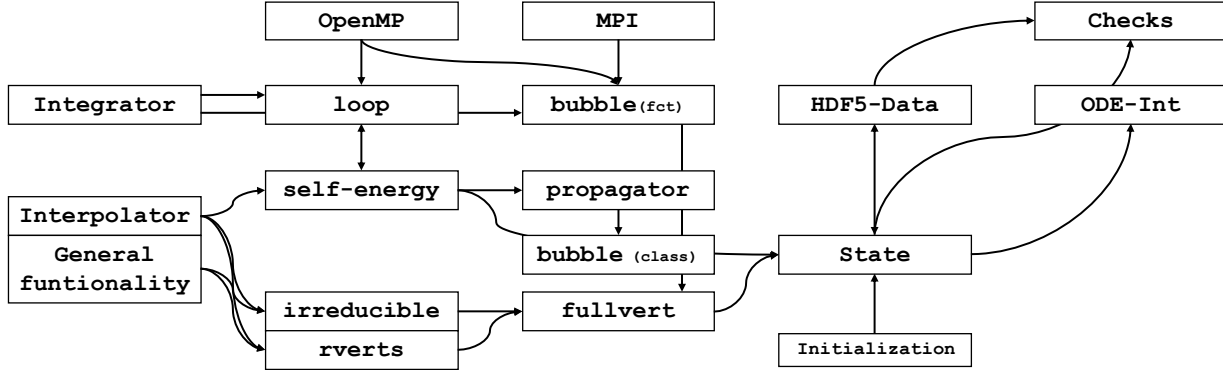 OpenMP
MPI
Checks
Integrator
loop
bubble(fct)
HDF5-Data
ODE-Int
self-energy
propagator
Interpolator
General
funtionality
bubble (class)
State
irreducible
fullvert
rverts
Initialization